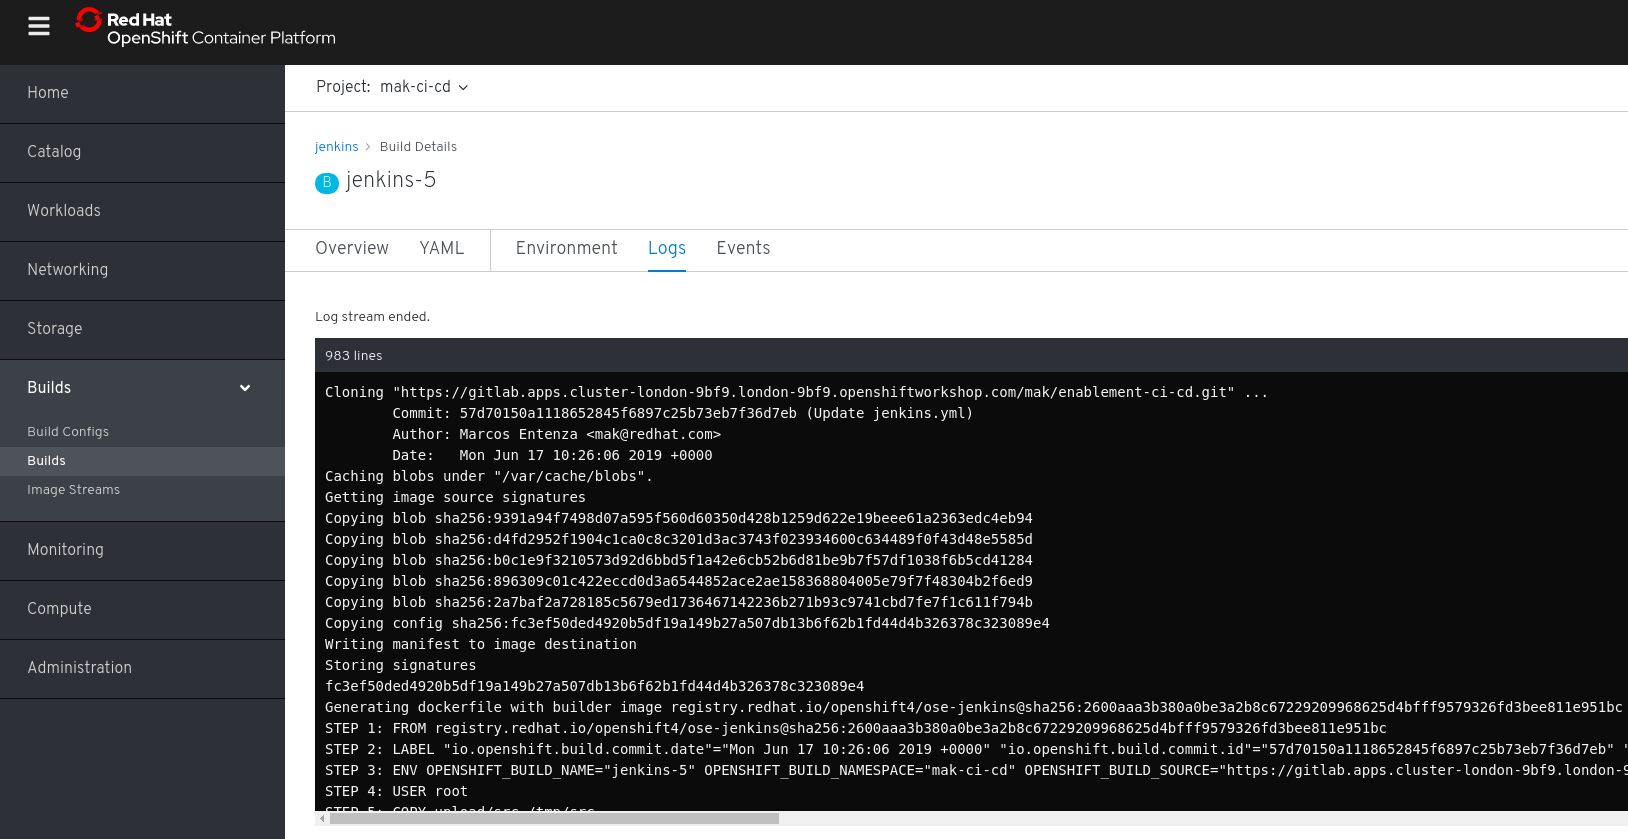 Red Hat
OpenShift Container Platform
Home
Catalog
Workloads
Networking
Storage
Builds
Build Configs
Builds
Image Streams
Monitoring
Compute
Administration
Project: mak-ci-cd
jenkins > Build Details
B jenkins-5
Overview YAML Environment Logs Events
Log stream ended.
983 lines
Cloning "https://gitlab.apps.cluster-london-9bf9.london-9bf9.openshiftworkshop.com/mak/enablement-ci-cd.git" ...
Commit: 57d70150a1118652845f6897c25b73eb7f36d7eb (Update jenkins.yml)
Author: Marcos Entenza <mak@redhat.com>
Date: Mon Jun 17 10:26:06 2019 +0000
Caching blobs under "/var/cache/blobs".
Getting image source signatures
Copying blob sha256:9391a94f7498d07a595f560d60350d428b1259d622e19beee61a2363edc4eb94
Copying blob sha256:d4fd2952f1904c1ca0c8c3201d3ac3743f023934600c634489f0f43d48e5585d
Copying blob sha256:b0c1e9f3210573d92d6bbd5f1a42e6cb52b6d81be9b7f57df1038f6b5cd41284
Copying blob sha256:896309c01c422eccd0d3a6544852ace2ae158368804005e79f7f48304b2f6ed9
Copying blob sha256:2a7baf2a728185c5679ed1736467142236b271b93c9741cbd7fe7f1c611f794b
Copying config sha256:fc3ef50ded4920b5df19a149b27a507db13b6f62b1fd44d4b326378c323089e4
Writing manifest to image destination
Storing signatures
fc3ef50ded4920b5df19a149b27a507db13b6f62b1fd44d4b326378c323089e4
Generating dockerfile with builder image registry.redhat.io/openshift4/ose-jenkins@sha256:2600aaa3b380a0be3a2b8c67229209968625d4bfff9579326fd3bee811e951bc
STEP 1: FROM registry.redhat.io/openshift4/ose-jenkins@sha256:2600aaa3b380a0be3a2b8c67229209968625d4bfff9579326fd3bee811e951bc
STEP 2: LABEL "io.openshift.build.commit.date"="Mon Jun 17 10:26:06 2019 +0000" "io.openshift.build.commit.id"="57d70150a1118652845f6897c25b73eb7f36d7eb" "
STEP 3: ENV OPENSHIFT_BUILD_NAME="jenkins-5" OPENSHIFT_BUILD_NAMESPACE="mak-ci-cd" OPENSHIFT_BUILD_SOURCE="https://gitlab.apps.cluster-london-9bf9.london-9
STEP 4: USER root
STEP 5: COPY upload/src /tmp/src